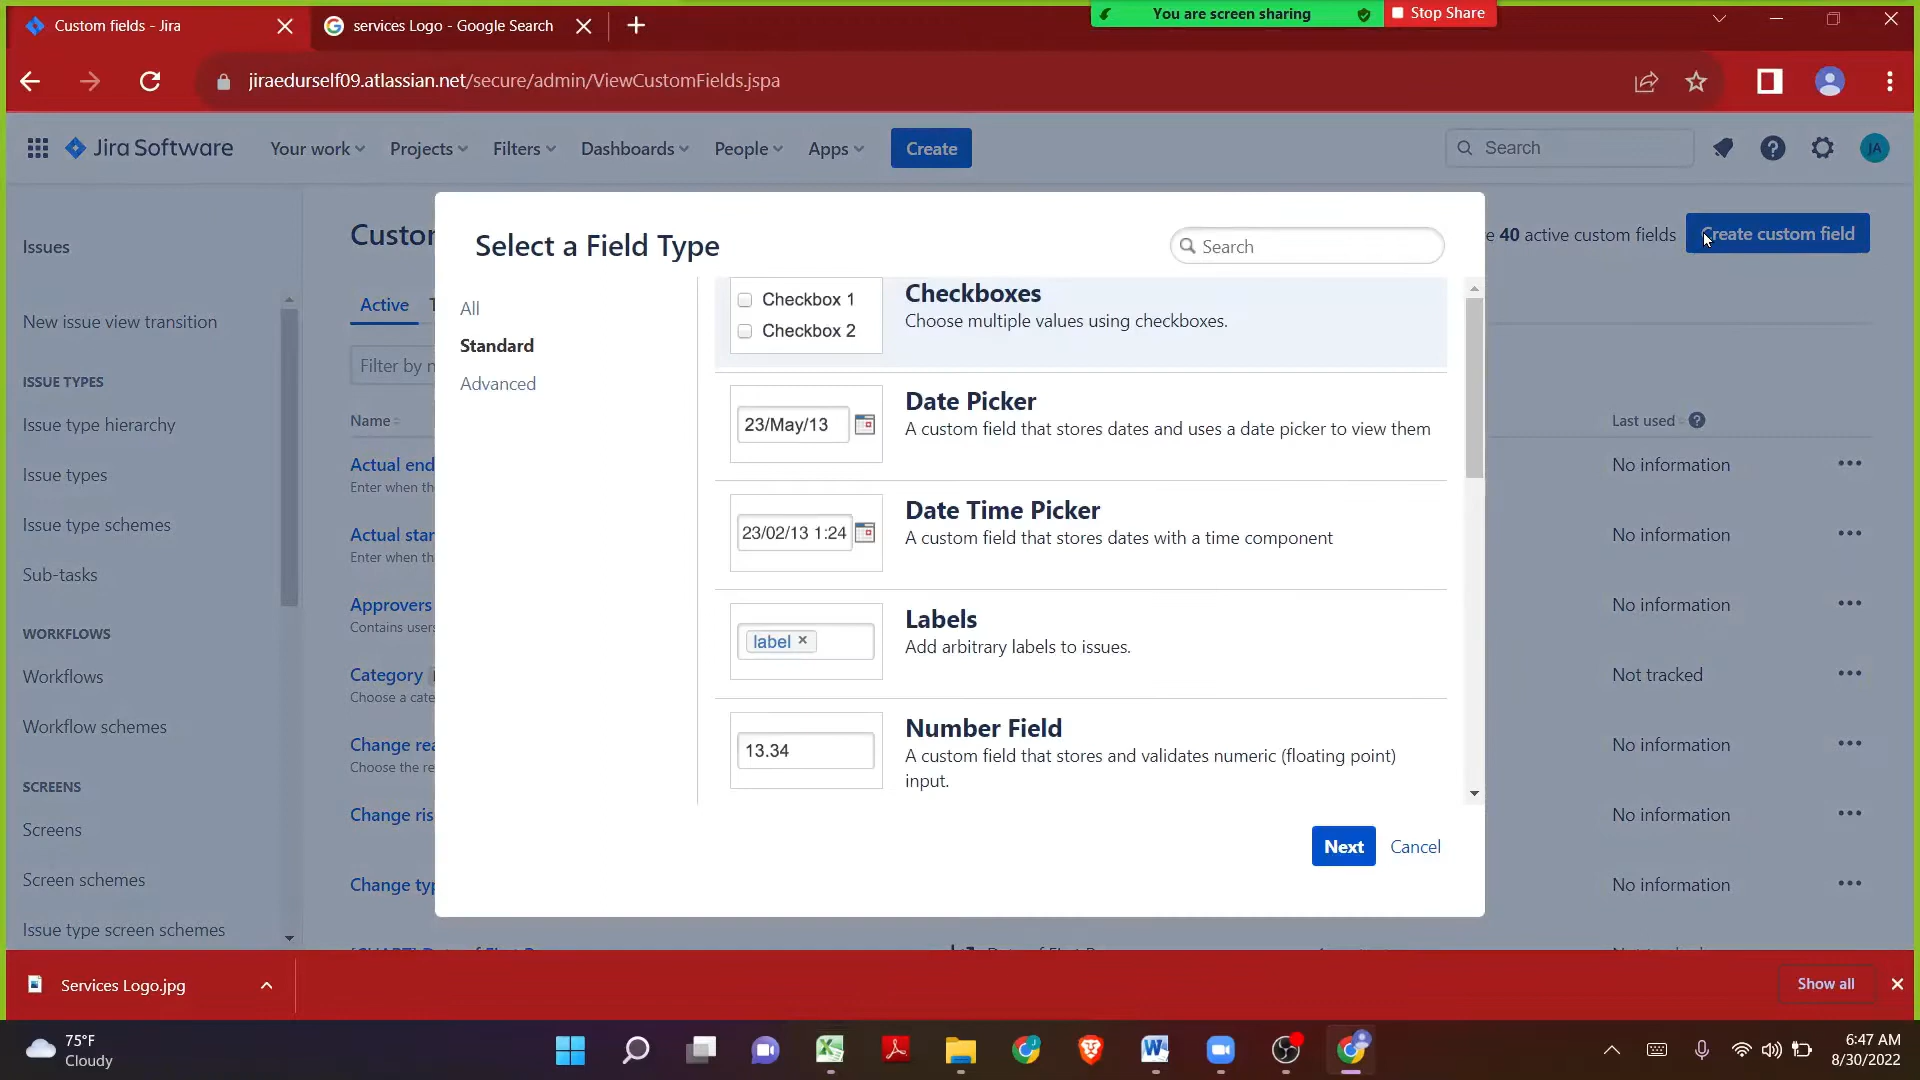 Custom fields - Jira
services Logo - Google Search
You are screen sharing
Stop Share
jiraedurself09.atlassian.net/secure/admin/ViewCustomFields.jspa
Jira Software
Your work
Projects
Filters
Dashboards
People
Apps
Create
Search
JA
Issues
New issue view transition
ISSUE TYPES
Issue type hierarchy
Issue types
Issue type schemes
Sub-tasks
WORKFLOWS
Workflows
Workflow schemes
SCREENS
Screens
Screen schemes
Issue type screen schemes
Custor
e 40 active custom fields
Create custom field
Active
Filter by n
Name
Last used
Actual end
Enter when th
No information
Actual star
Enter when th
No information
Approvers
Contains users
No information
Category
Choose a cate
Not tracked
Change rea
Choose the re
No information
Change ris
No information
Change typ
No information
Select a Field Type
Search
All
Standard
Advanced
Checkbox 1
Checkbox 2
Checkboxes
Choose multiple values using checkboxes.
23/May/13
Date Picker
A custom field that stores dates and uses a date picker to view them
23/02/13 1:24
Date Time Picker
A custom field that stores dates with a time component
label
Labels
Add arbitrary labels to issues.
13.34
Number Field
A custom field that stores and validates numeric (floating point)
input.
Next
Cancel
Services Logo.jpg
Show all
75°F
Cloudy
6:47 AM
8/30/2022